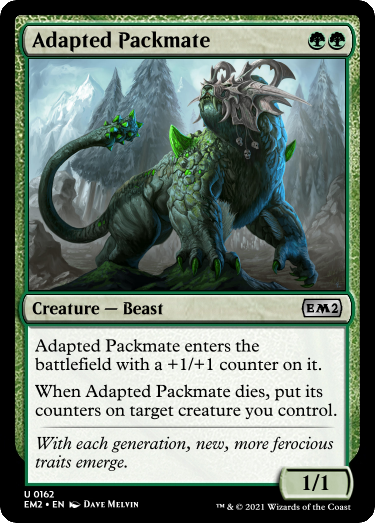 Adapted Packmate
EM2
Creature — Beast
Adapted Packmate enters the
battlefield with a +1/+1 counter on it.
When Adapted Packmate dies, put its
counters on target creature you control.
With each generation, new, more ferocious
traits emerge.
1/1
U 0162
EM2 • EN Dave Melvin
™ & © 2021 Wizards of the Coast